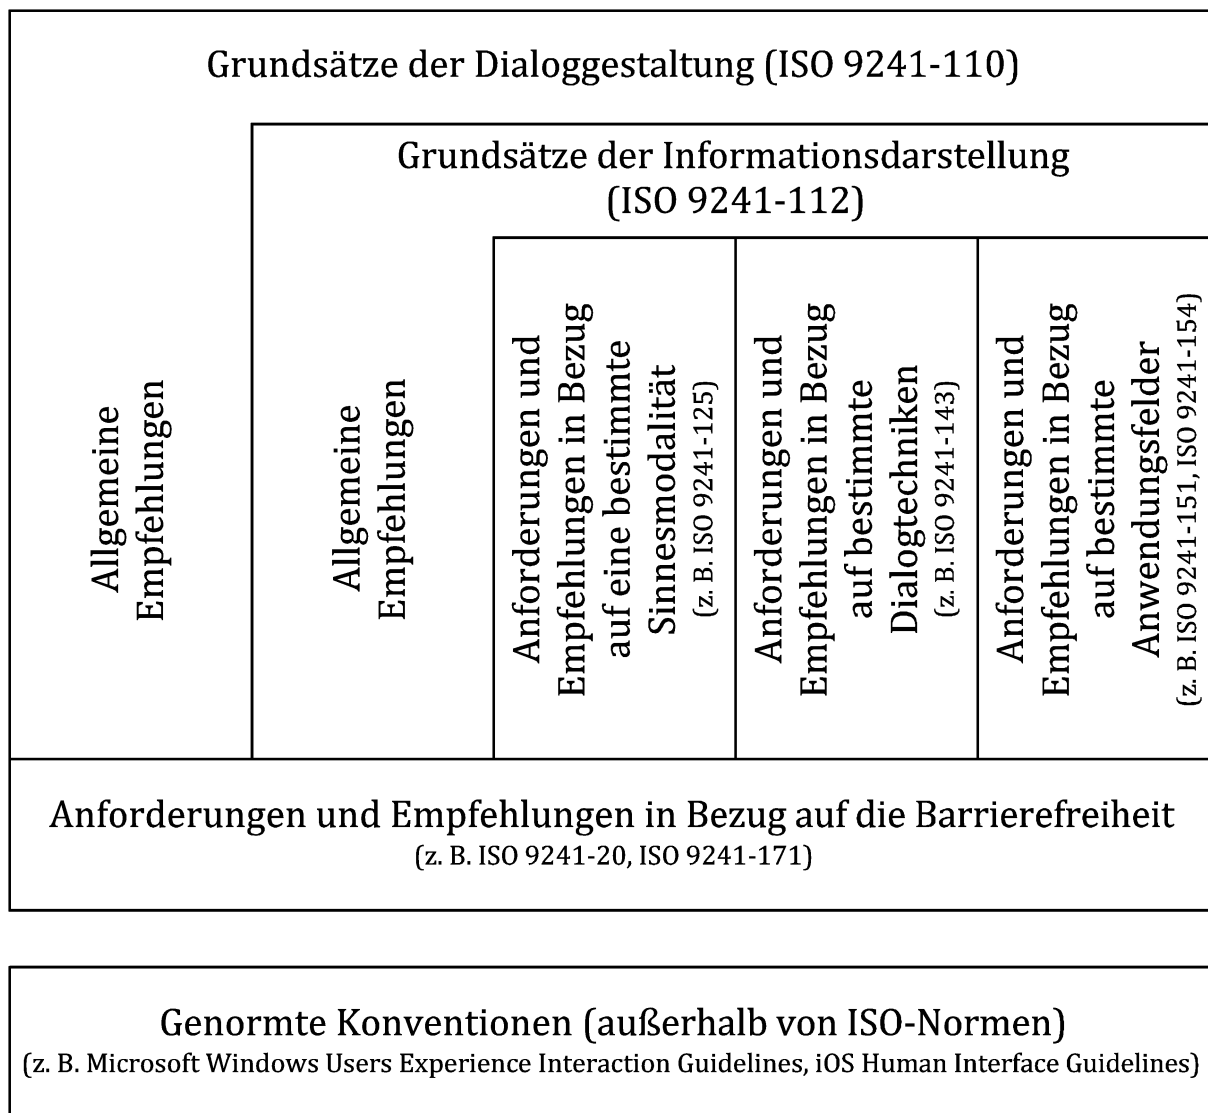 Grundsätze der Dialoggestaltung (ISO 9241-110)
Grundsätze der Informationsdarstellung
(ISO 9241-112)
Allgemeine
Empfehlungen
Allgemeine
Empfehlungen
Anforderungen und
Empfehlungen in Bezug
auf eine bestimmte
Sinnesmodalität
(z. B. ISO 9241-125)
Anforderungen und
Empfehlungen in Bezug
auf bestimmte
Dialogtechniken
(z. B. ISO 9241-143)
Anforderungen und
Empfehlungen in Bezug
auf bestimmte
Anwendungsfelder
(z. B. ISO 9241-151, ISO 9241-154)
Anforderungen und Empfehlungen in Bezug auf die Barrierefreiheit
(z. B. ISO 9241-20, ISO 9241-171)
Genormte Konventionen (außerhalb von ISO-Normen)
(z. B. Microsoft Windows Users Experience Interaction Guidelines, iOS Human Interface Guidelines)